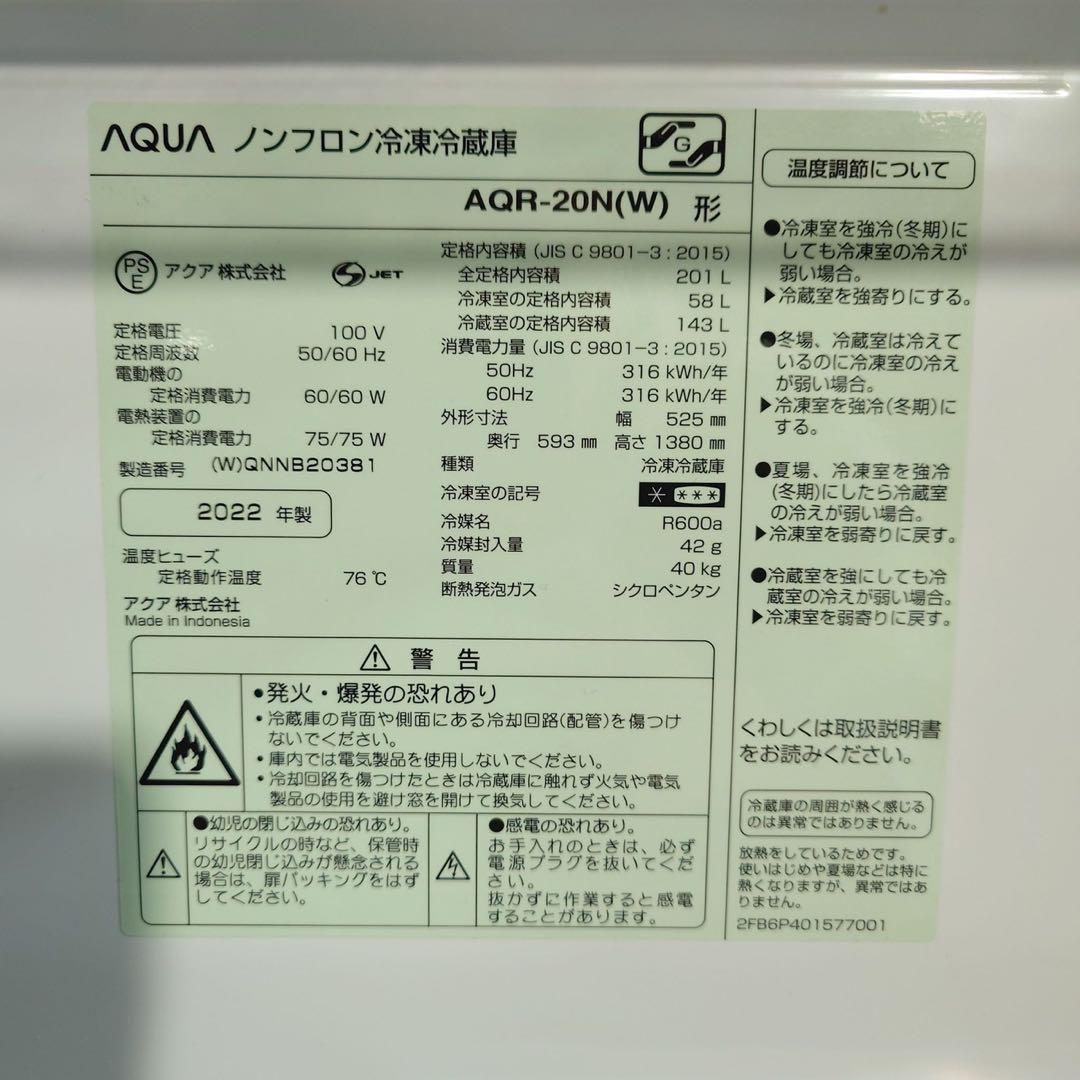 AQUA ノンフロン冷凍冷蔵庫
G
AQR-20N(W) 形
PS
E
アクア 株式会社
S JET
定格電圧 100 V
定格周波数 50/60 Hz
電動機の
定格消費電力 60/60 W
電熱装置の
定格消費電力 75/75 W
製造番号 (W)QNNB20381
2022 年製
温度ヒューズ
定格動作温度 76 ℃
アクア 株式会社
Made in Indonesia
定格内容積 (JIS C 9801-3 : 2015)
全定格内容積 201 L
冷凍室の定格内容積 58 L
冷蔵室の定格内容積 143 L
消費電力量 (JIS C 9801-3 : 2015)
50Hz 316 kWh/年
60Hz 316 kWh/年
外形寸法 幅 525 ㎜
奥行 593 ㎜ 高さ 1380 ㎜
種類 冷凍冷蔵庫
冷凍室の記号
冷媒名 R600a
冷媒封入量 42 g
質量 40 kg
断熱発泡ガス シクロペンタン
⚠ 警 告
•発火・爆発の恐れあり
・冷蔵庫の背面や側面にある冷却回路(配管)を傷つけ
ないでください。
・庫内では電気製品を使用しないでください。
・冷却回路を傷つけたときは冷蔵庫に触れず火気や電気
製品の使用を避け窓を開けて換気してください。
●幼児の閉じ込みの恐れあり。
リサイクルの時など、保管時
の幼児閉じ込みが懸念される
場合は、扉パッキングをはず
してください。
●感電の恐れあり。
お手入れのときは、必ず
電源プラグを抜いてくだ
さい。
抜かずに作業すると感電
することがあります。
温度調節について
●冷凍室を強冷(冬期)に
しても冷凍室の冷えが
弱い場合。
▶冷蔵室を強寄りにする。
●冬場、冷蔵室は冷えて
いるのに冷凍室の冷え
が弱い場合。
▶冷凍室を強冷(冬期)に
する。
●夏場、冷凍室を強冷
(冬期)にしたら冷蔵室
の冷えが弱い場合。
▶冷凍室を弱寄りに戻す。
●冷蔵室を強にしても冷
蔵室の冷えが弱い場合。
▶冷凍室を弱寄りに戻す。
くわしくは取扱説明書
をお読みください。
冷蔵庫の周囲が熱く感じる
のは異常ではありません。
放熱をしているためです。
使いはじめや夏場などは特に
熱くなりますが、異常ではあ
りません。
2FB6P401577001